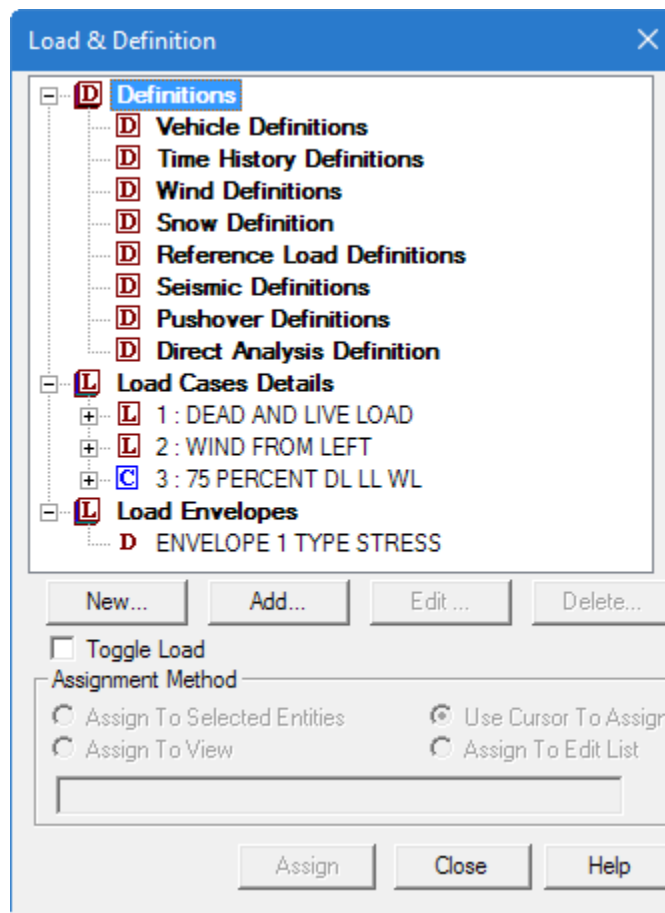 Load & Definition
D Definitions
D Vehicle Definitions
D Time History Definitions
D Wind Definitions
D Snow Definition
D Reference Load Definitions
D Seismic Definitions
D Pushover Definitions
D Direct Analysis Definition
L Load Cases Details
L 1 : DEAD AND LIVE LOAD
L 2 : WIND FROM LEFT
C 3 : 75 PERCENT DL LL WL
L Load Envelopes
D ENVELOPE 1 TYPE STRESS
New... Add... Edit ... Delete...
Toggle Load
Assignment Method
Assign To Selected Entities Use Cursor To Assign
Assign To View Assign To Edit List
Assign Close Help